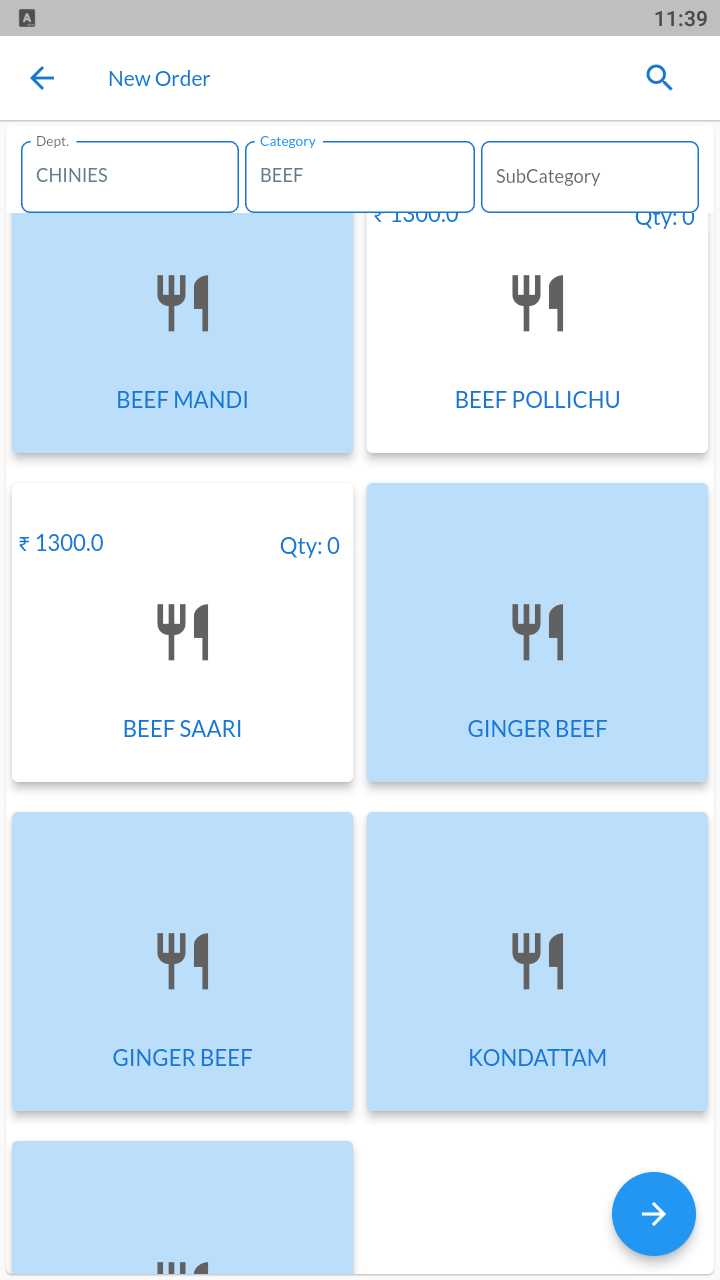 11:39
New Order
Dept.
Category
CHINIES
BEEF
SubCategory
₹ 1300.0
Qty: 0
BEEF MANDI
BEEF POLLICHU
₹ 1300.0
Qty: 0
BEEF SAARI
GINGER BEEF
GINGER BEEF
KONDATTAM